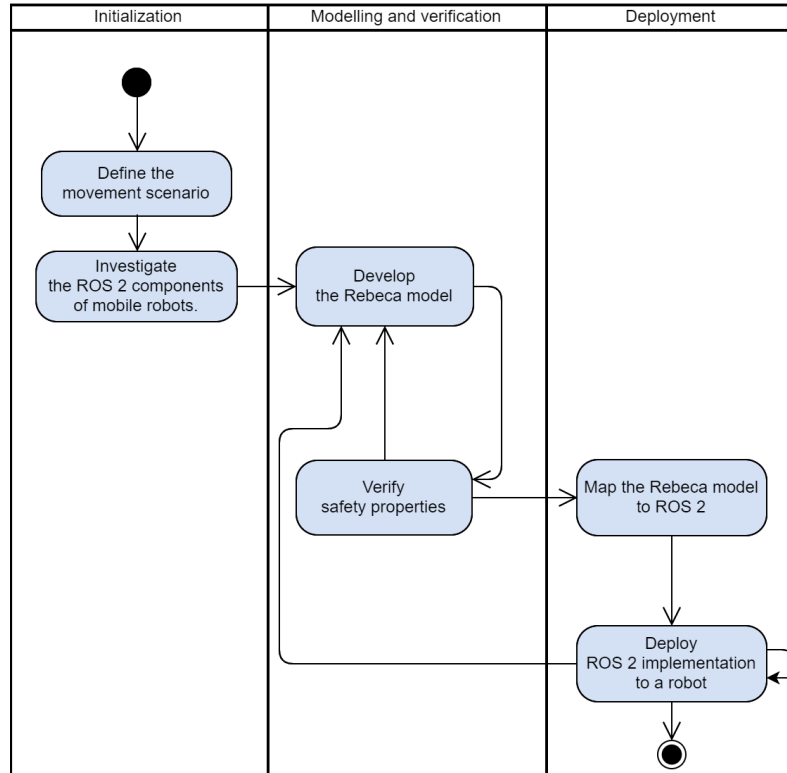 Initialization
Modelling and verification
Deployment
Define the
movement scenario
Investigate
the ROS 2 components
of mobile robots.
Develop
the Rebeca model
Verify
safety properties
Map the Rebeca model
to ROS 2
Deploy
ROS 2 implementation
to a robot